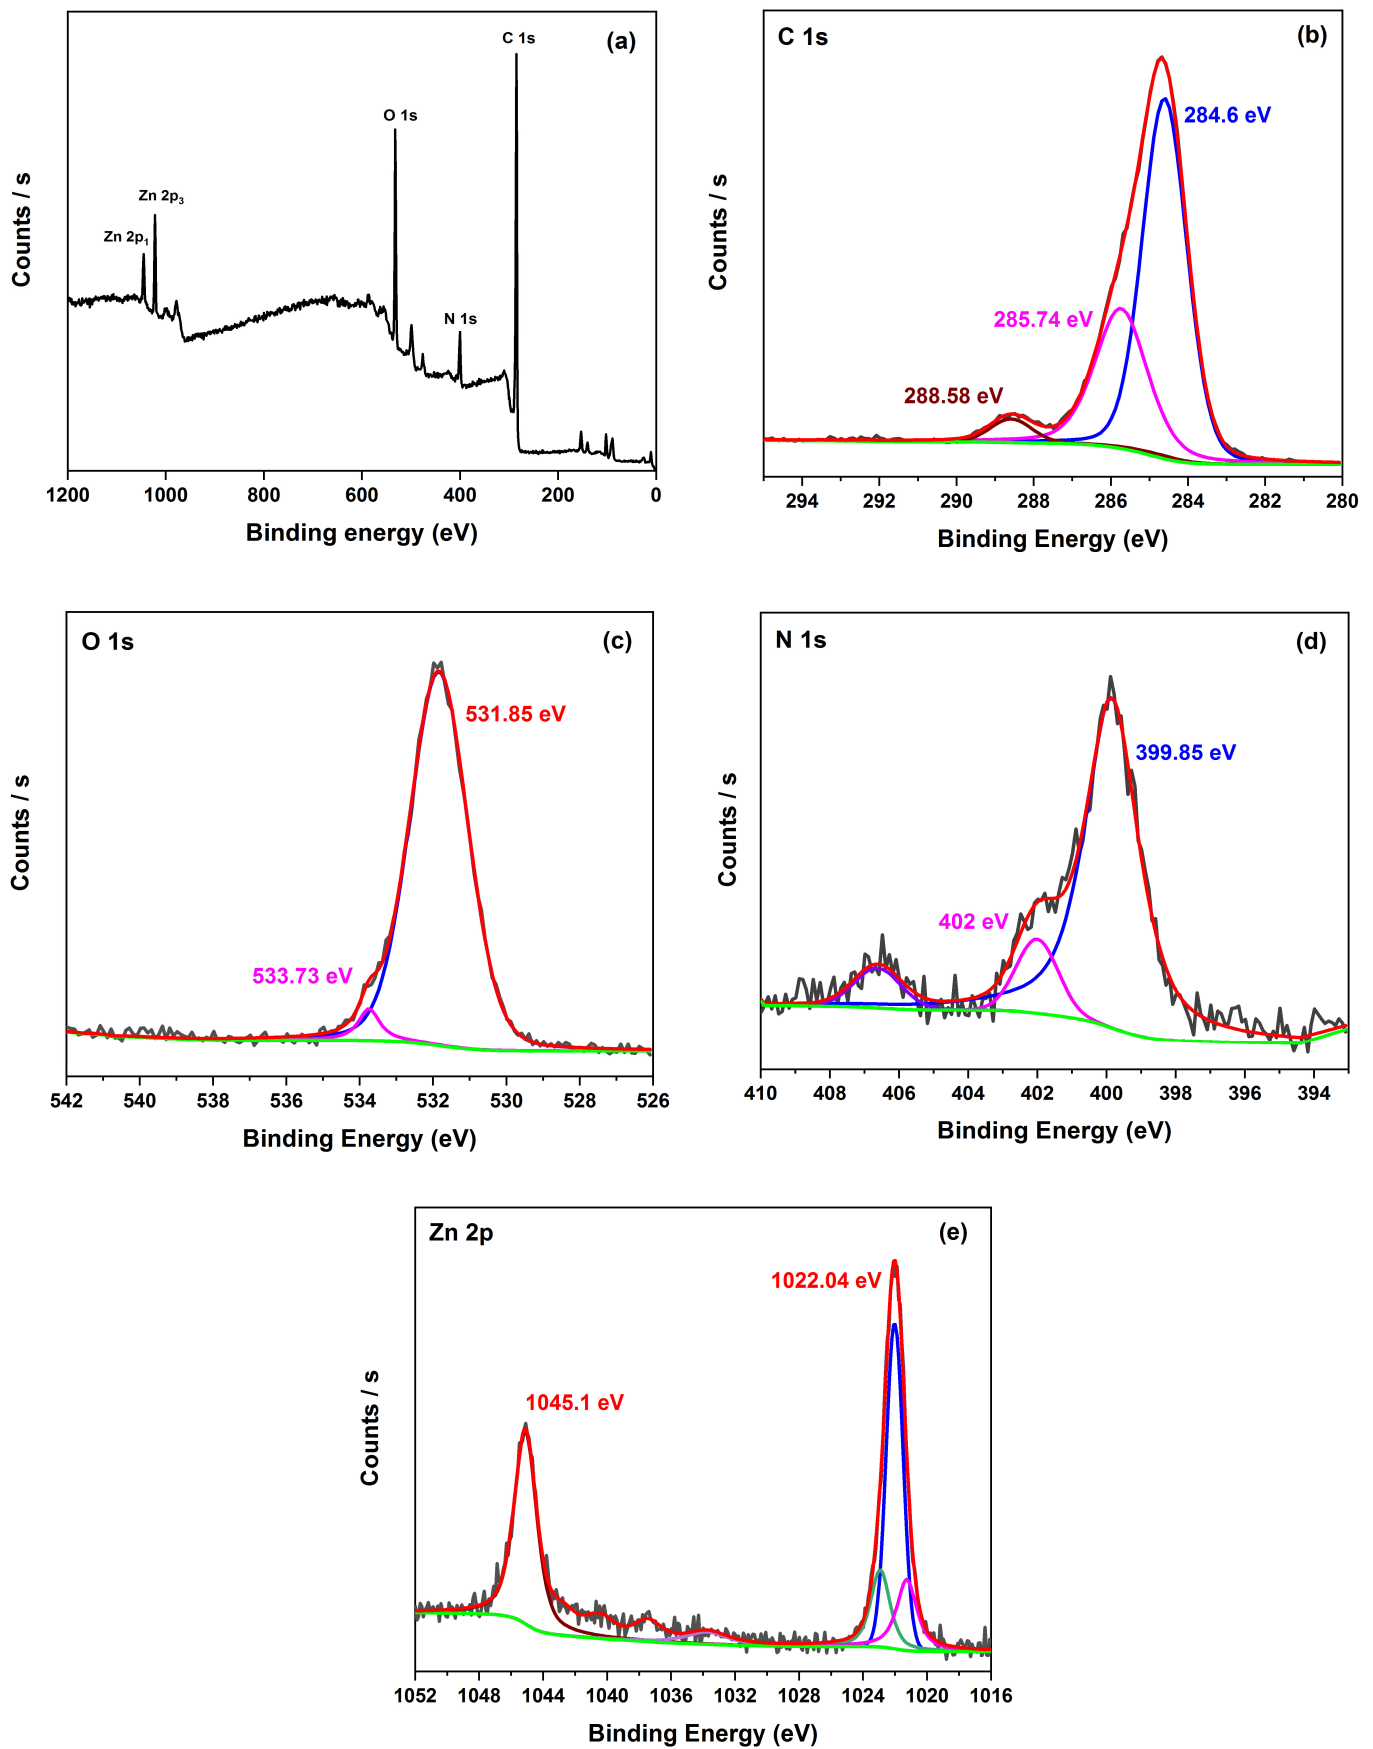 (a)
C 1s
O 1s
Zn 2p3
Zn 2p1
N 1s
Counts / s
1200 1000 800 600 400 200 0
Binding energy (eV)
C 1s
(b)
284.6 eV
285.74 eV
288.58 eV
Counts / s
294 292 290 288 286 284 282 280
Binding Energy (eV)
O 1s
(c)
531.85 eV
533.73 eV
Counts / s
542 540 538 536 534 532 530 528 526
Binding Energy (eV)
N 1s
(d)
399.85 eV
402 eV
Counts / s
410 408 406 404 402 400 398 396 394
Binding Energy (eV)
Zn 2p
(e)
1022.04 eV
1045.1 eV
Counts / s
1052 1048 1044 1040 1036 1032 1028 1024 1020 1016
Binding Energy (eV)